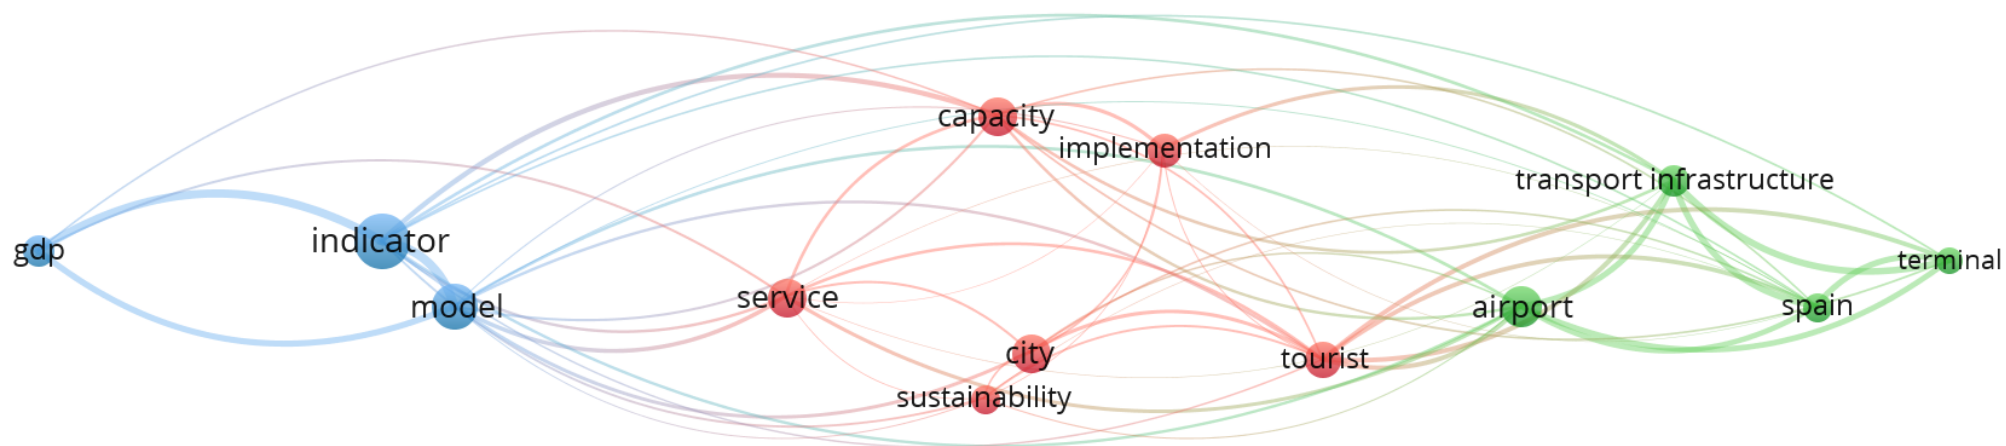 gdp
indicator
model
service
capacity
implementation
city
sustainability
tourist
transport infrastructure
airport
spain
terminal